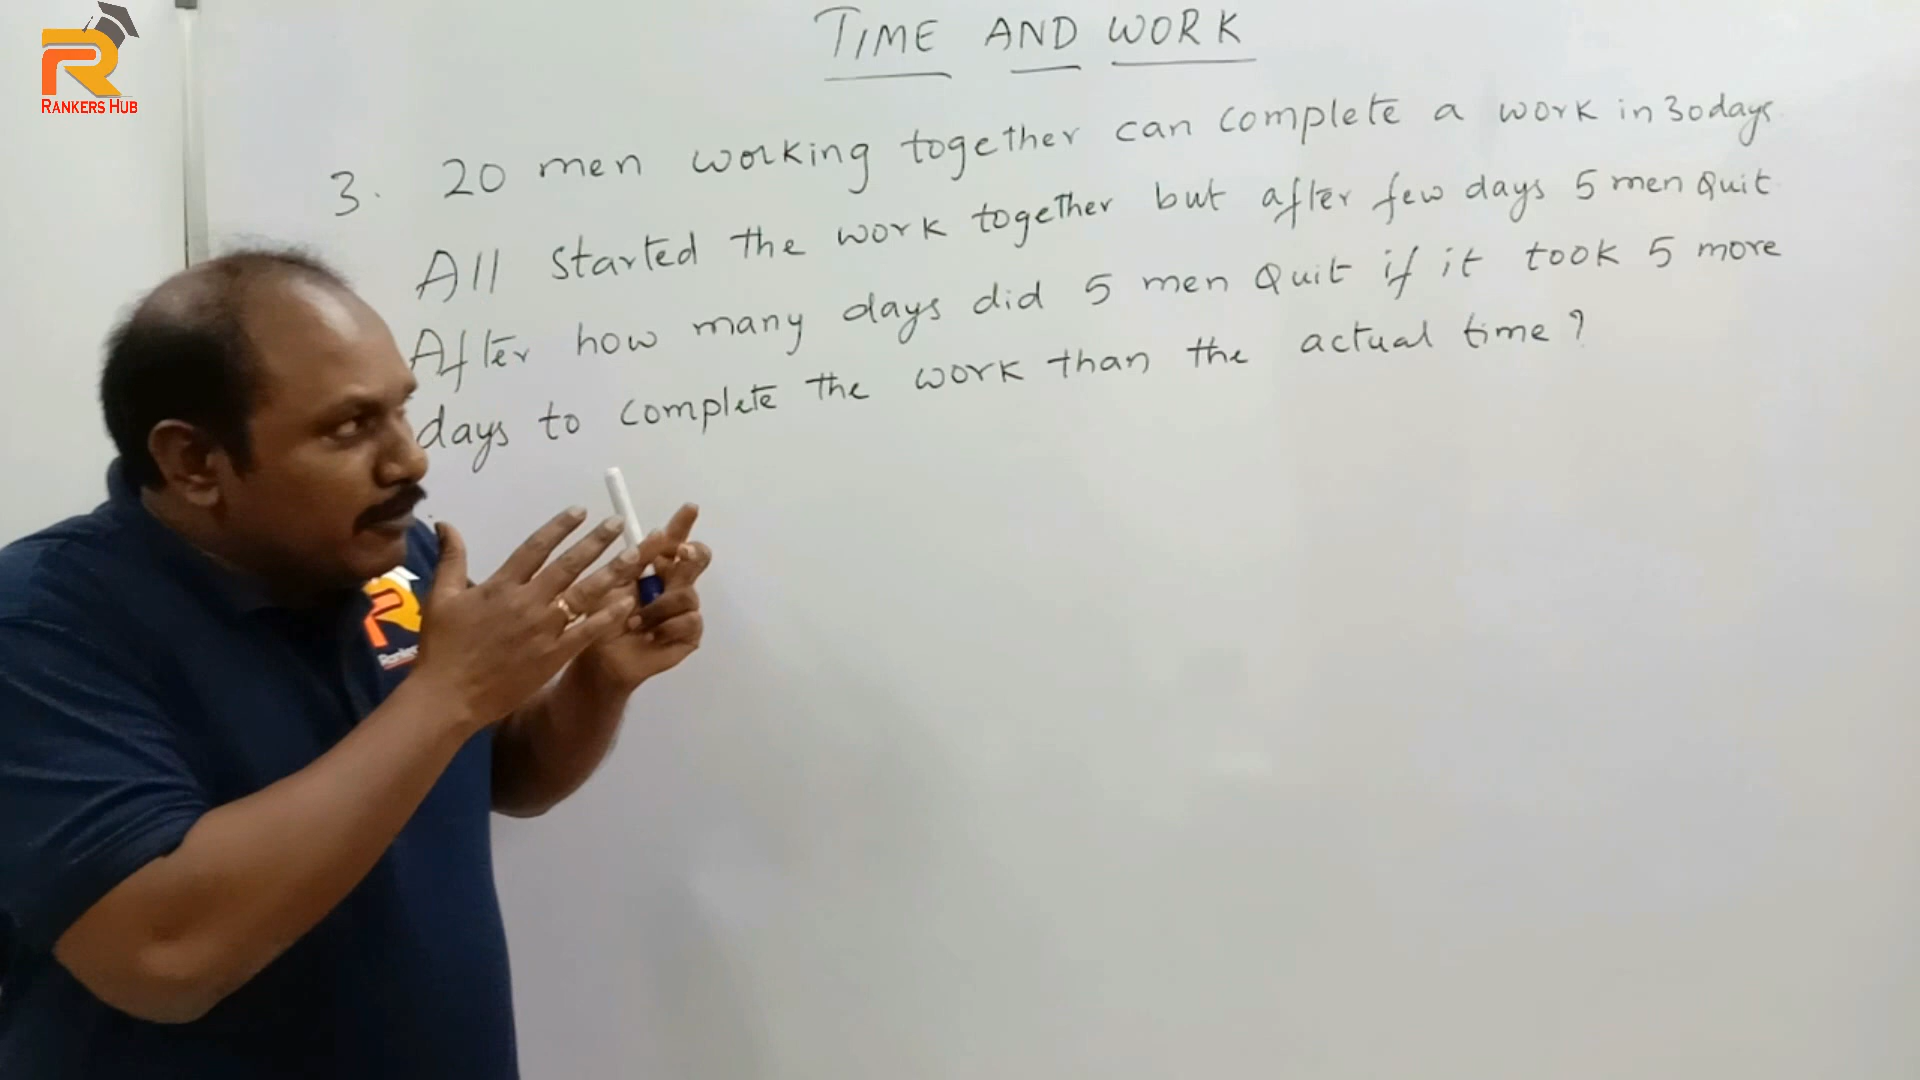 RANKERS HUB
TIME AND WORK
3. 20 men working together can complete a work in 30 days
All started the work together but after few days 5 men Quit
After how many days did 5 men Quit if it took 5 more
days to complete the work than the actual time?